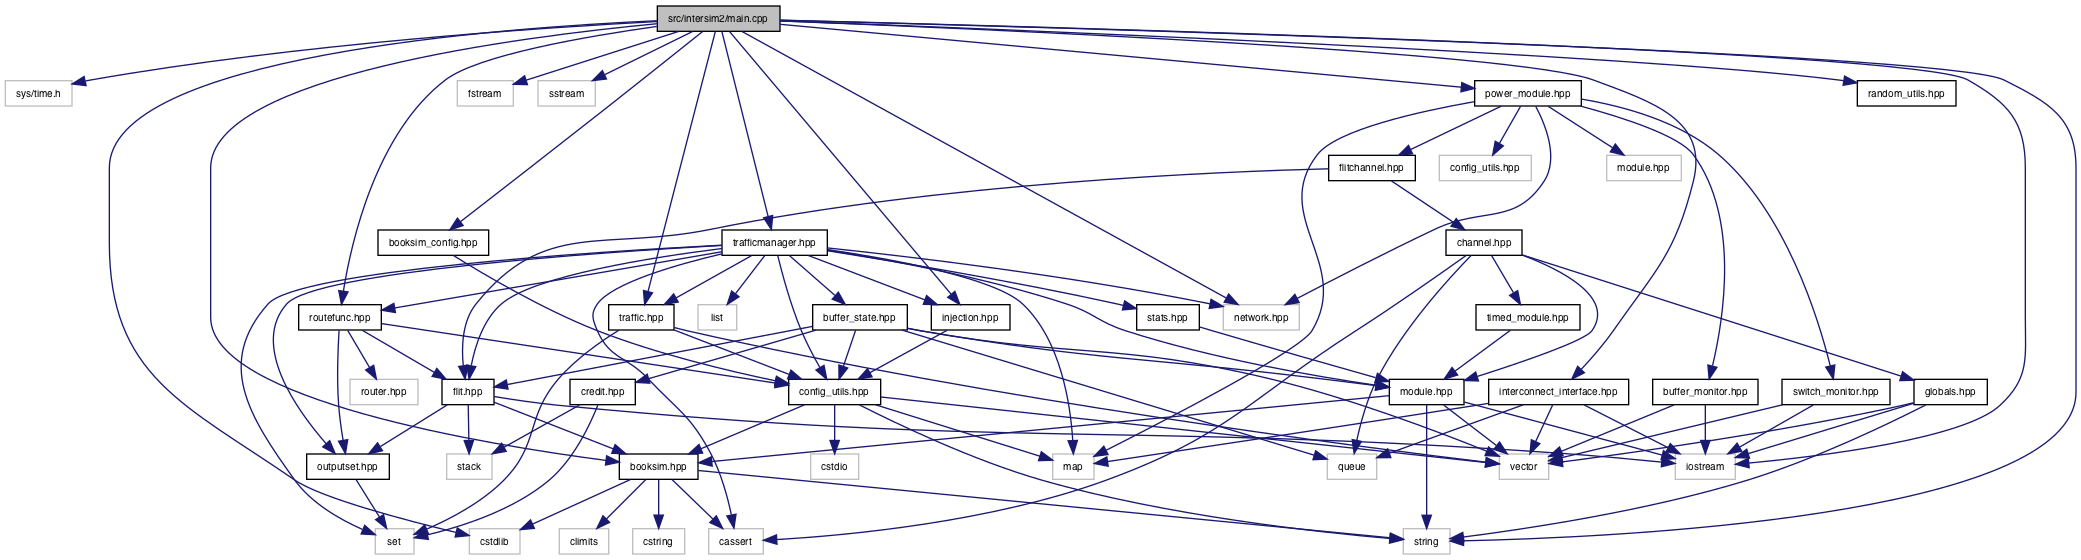 src/intersim2/main.cpp
sys/time.h
fstream
sstream
power_module.hpp
random_utils.hpp
flitchannel.hpp
config_utils.hpp
module.hpp
booksim_config.hpp
trafficmanager.hpp
channel.hpp
routefunc.hpp
traffic.hpp
list
buffer_state.hpp
injection.hpp
stats.hpp
network.hpp
timed_module.hpp
router.hpp
flit.hpp
credit.hpp
config_utils.hpp
module.hpp
interconnect_interface.hpp
buffer_monitor.hpp
switch_monitor.hpp
globals.hpp
outputset.hpp
stack
booksim.hpp
cstdio
map
queue
vector
iostream
set
cstdlib
climits
cstring
cassert
string